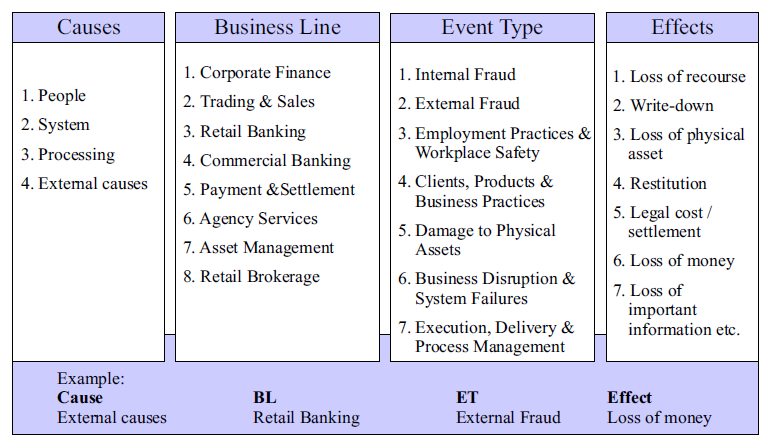 Causes
1. People
2. System
3. Processing
4. External causes
Business Line
1. Corporate Finance
2. Trading & Sales
3. Retail Banking
4. Commercial Banking
5. Payment &Settlement
6. Agency Services
7. Asset Management
8. Retail Brokerage
Event Type
1. Internal Fraud
2. External Fraud
3. Employment Practices &
Workplace Safety
4. Clients, Products &
Business Practices
5. Damage to Physical
Assets
6. Business Disruption &
System Failures
7. Execution, Delivery &
Process Management
Effects
1. Loss of recourse
2. Write-down
3. Loss of physical
asset
4. Restitution
5. Legal cost /
settlement
6. Loss of money
7. Loss of
important
information etc.
Example:
Cause BL ET Effect
External causes Retail Banking External Fraud Loss of money